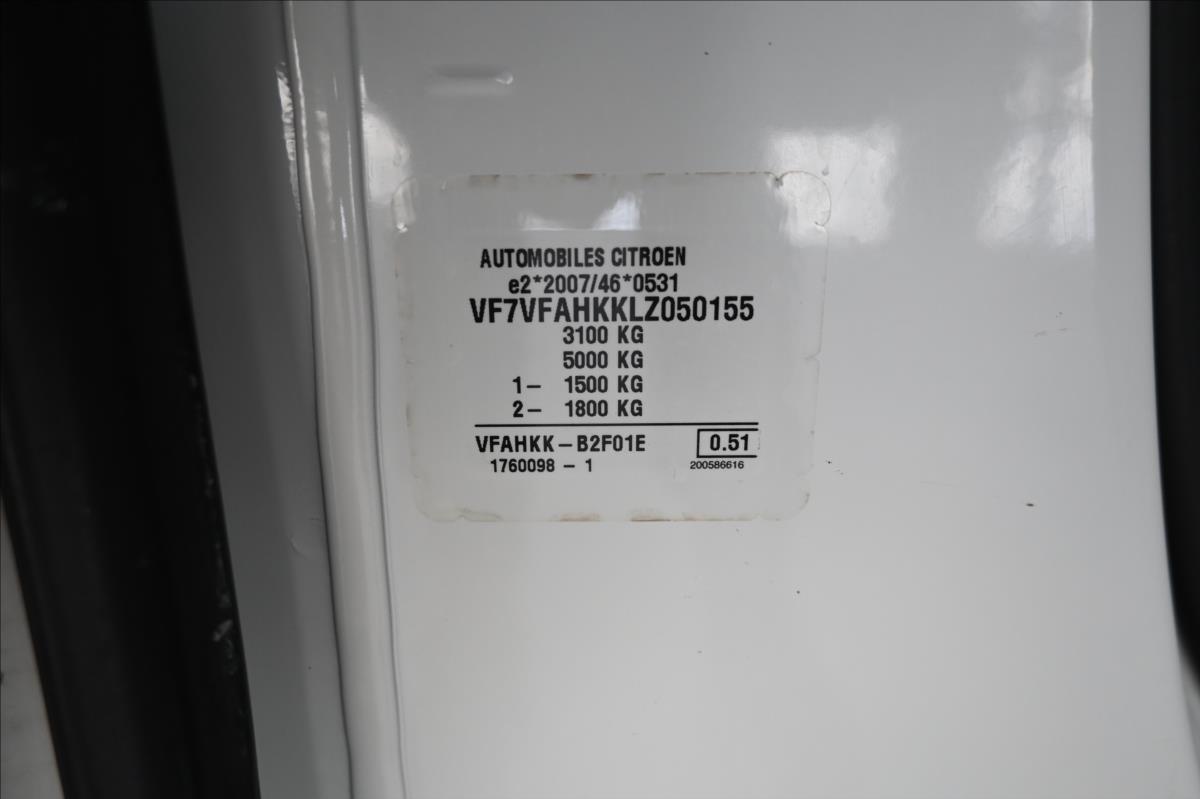 AUTOMOBILES CITROEN
e2*2007/46*0531
VF7VFAHKKLZ050155
3100 KG
5000 KG
1- 1500 KG
2- 1800 KG
VFAHKK-B2F01E 0.51
1760098 - 1 200586616